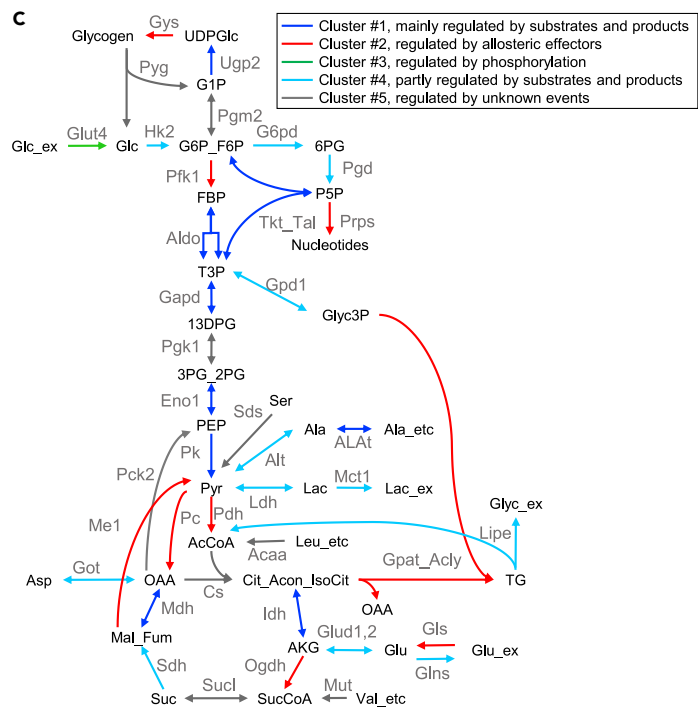 C
Cluster #1, mainly regulated by substrates and products
Cluster #2, regulated by allosteric effectors
Cluster #3, regulated by phosphorylation
Cluster #4, partly regulated by substrates and products
Cluster #5, regulated by unknown events
Gys
Glycogen UDPGlc
Pyg Ugp2
G1P
Pgm2
Glut4 Hk2 G6pd
Glc_ex Glc G6P_F6P 6PG
Pfk1 Pgd
FBP P5P
Aldo Tkt_Tal Prps
Nucleotides
T3P
Gapd Gpd1
13DPG Glyc3P
Pgk1
3PG_2PG
Eno1 Sds Ser
PEP Ala Ala_etc
Pk Alt ALAt
Pck2
Pyr Lac Lac_ex
Ldh Mct1
Me1 Pc Pdh Glyc_ex
Lipe
AcCoA Leu_etc
Acaa Gpat_Acly
Got
Asp OAA Cit_Acon_IsoCit TG
Cs
Mdh Idh OAA
Mal_Fum Glud1,2 Gls
AKG Glu Glu_ex
Sdh Ogdh Glns
Sucl Mut
Suc SucCoA Val_etc